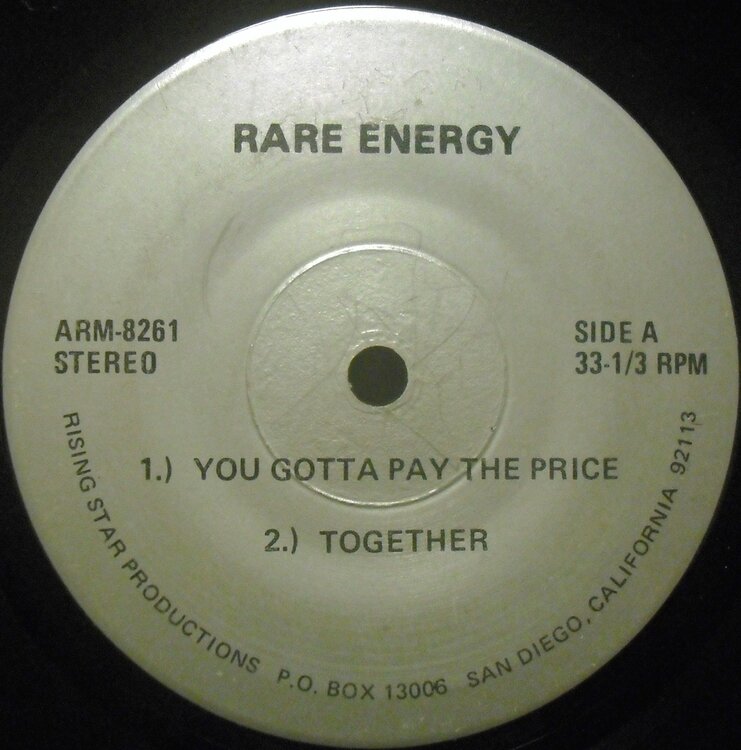 RARE ENERGY
ARM-8261
STEREO
SIDE A
33-1/3 RPM
1.) YOU GOTTA PAY THE PRICE
2.) TOGETHER
RISING STAR PRODUCTIONS P.O. BOX 13006 SAN DIEGO, CALIFORNIA 92113